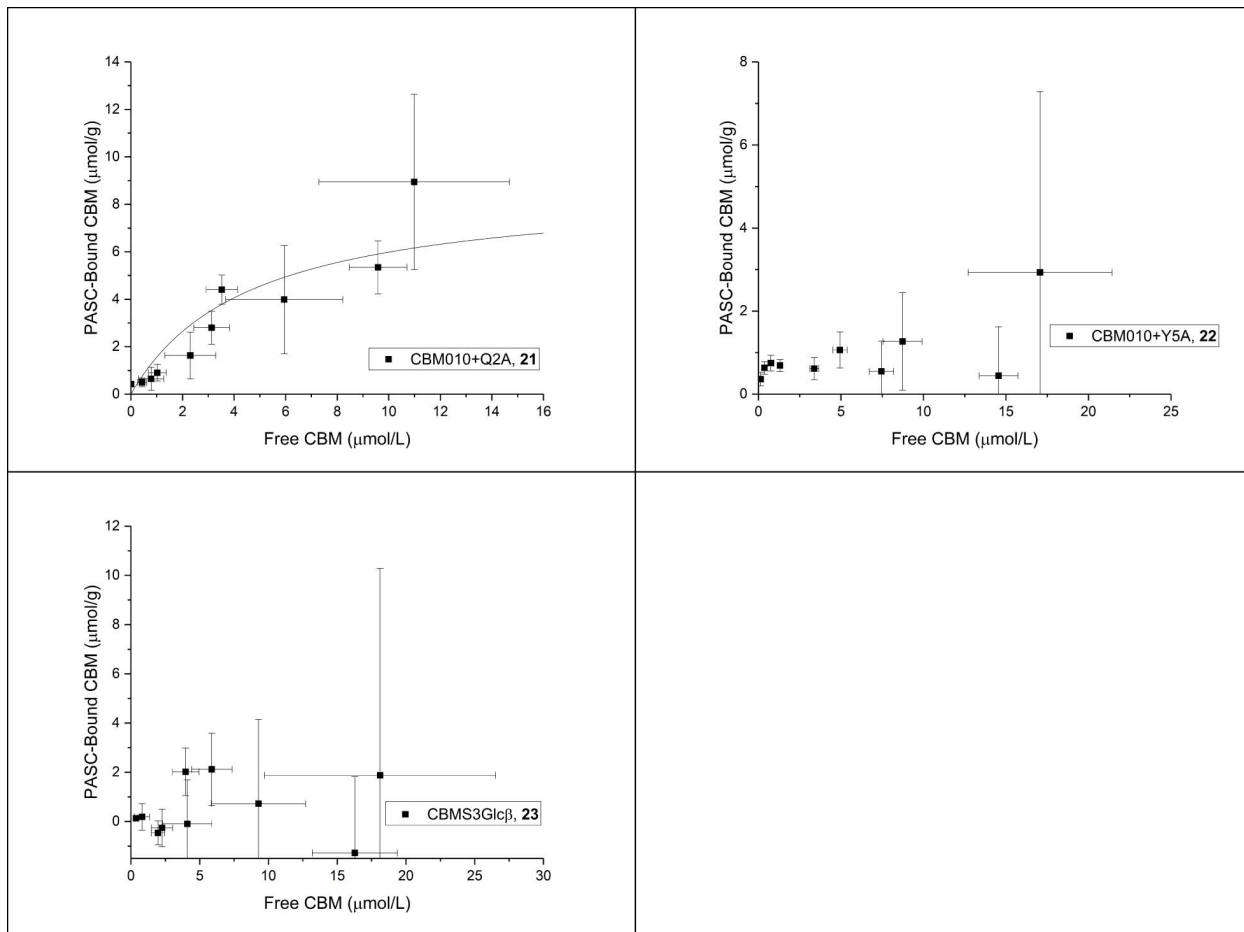 14
12
10
8
6
4
2
0
PASC-Bound CBM (μmol/g)
CBM010+Q2A, 21
0 2 4 6 8 10 12 14 16
Free CBM (μmol/L)
8
6
4
2
0
PASC-Bound CBM (μmol/g)
CBM010+Y5A, 22
0 5 10 15 20 25
Free CBM (μmol/L)
12
10
8
6
4
2
0
PASC-Bound CBM (μmol/g)
CBMS3Glcβ, 23
0 5 10 15 20 25 30
Free CBM (μmol/L)